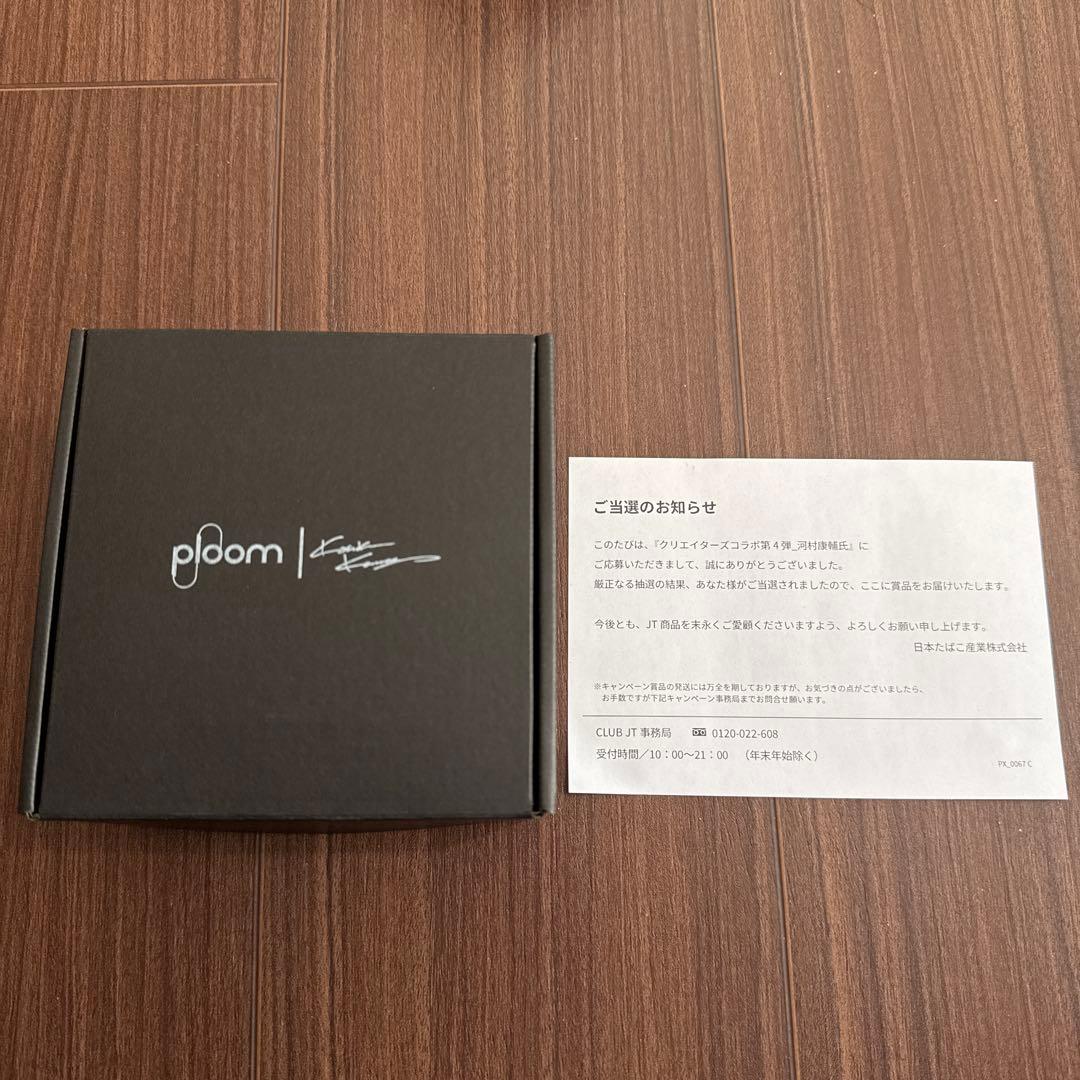 ploom
ご当選のお知らせ
このたびは、『クリエイターズコラボ第4弾_河村康輔氏』に
ご応募いただきまして、誠にありがとうございました。
厳正なる抽選の結果、あなた様がご当選されましたので、ここに賞品をお届けいたします。
今後とも、JT商品を末永くご愛顧くださいますよう、よろしくお願い申し上げます。
日本たばこ産業株式会社
※キャンペーン賞品の発送には万全を期しておりますが、お気づきの点がございましたら、
お手数ですが下記キャンペーン事務局までお問合せ願います。
CLUB JT 事務局 0120-022-608
受付時間／10：00～21：00 （年末年始除く）
PX_0067 C